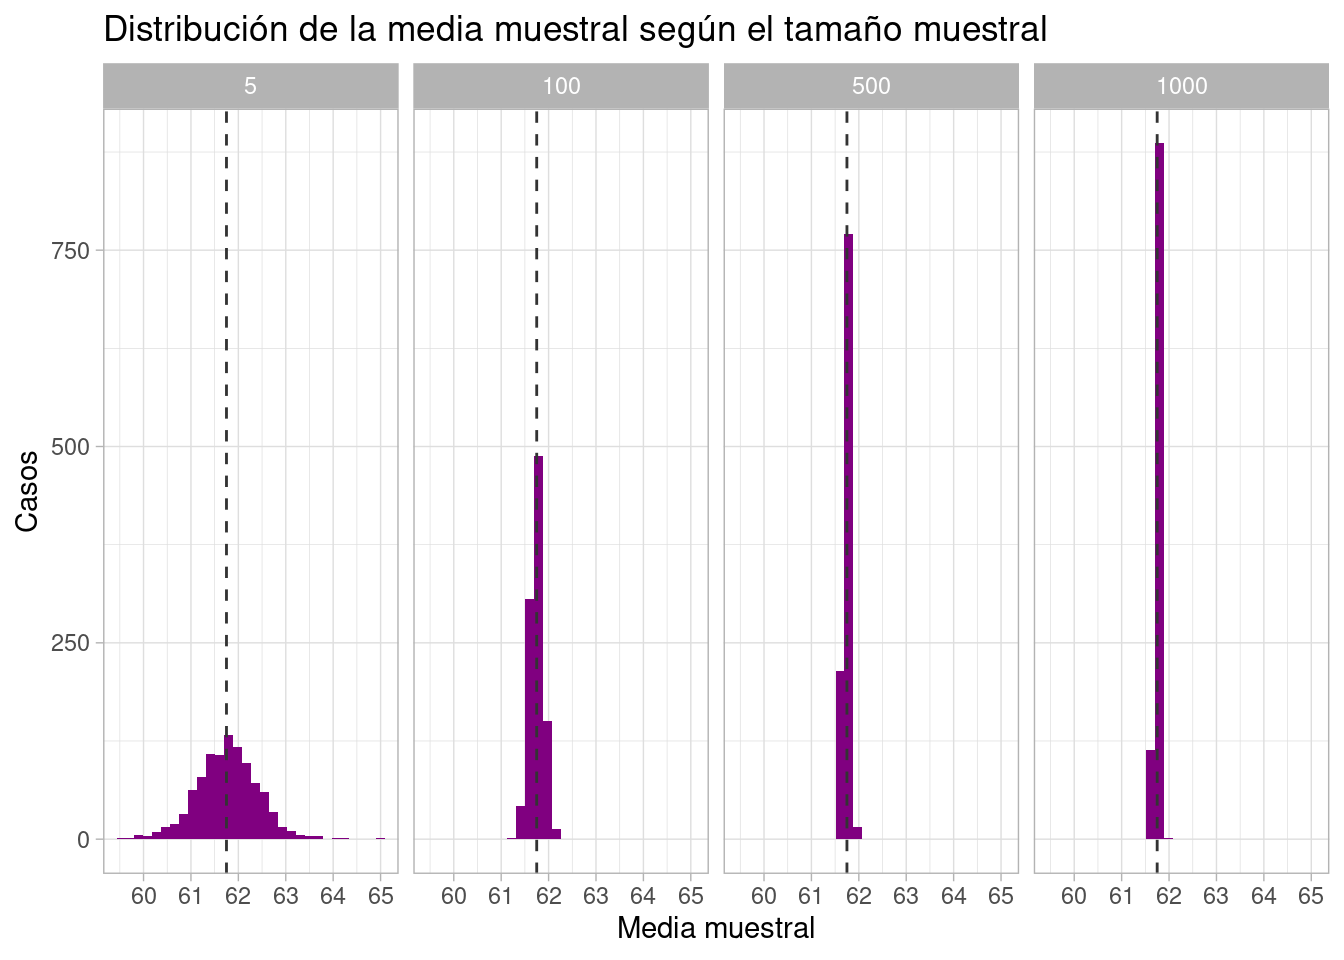 Distribución de la media muestral según el tamaño muestral
5 100 500 1000
750
500
250
0
Casos
60 61 62 63 64 65 60 61 62 63 64 65 60 61 62 63 64 65 60 61 62 63 64 65
Media muestral